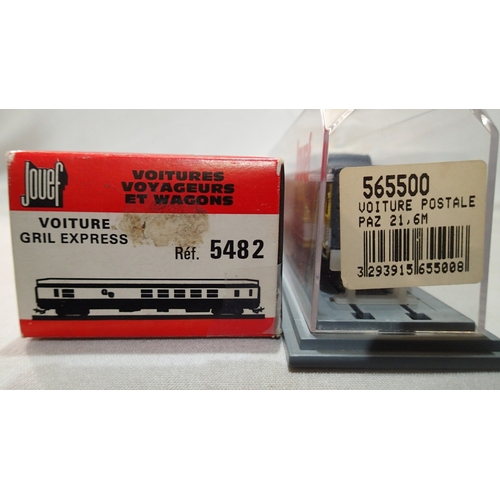 Jouef
VOITURES
VOYAGEURS
ET WAGONS
VOITURE
GRIL EXPRESS
Réf. 5482
565500
VOITURE POSTALE
PAZ 21,6M
3 293915 655008